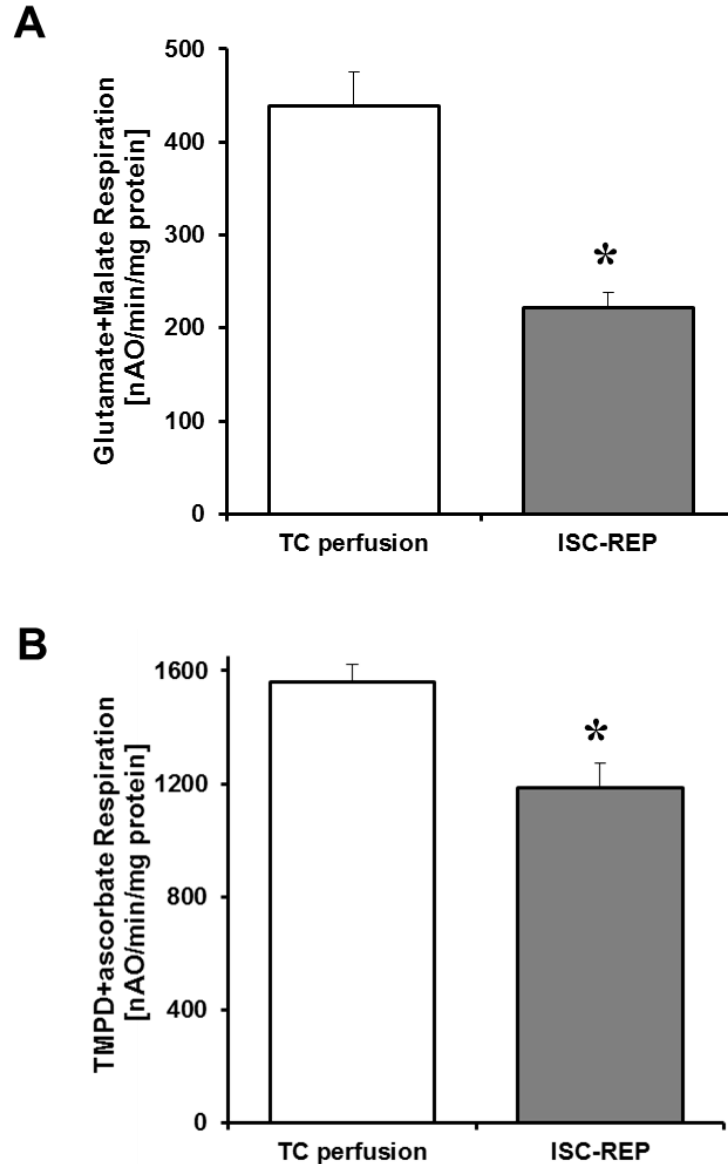 A
Glutamate+Malate Respiration
[nAO/min/mg protein]
500
400
300
200
100
0
*
TC perfusion
ISC-REP
B
TMPD+ascorbate Respiration
[nAO/min/mg protein]
1600
1200
800
400
0
*
TC perfusion
ISC-REP